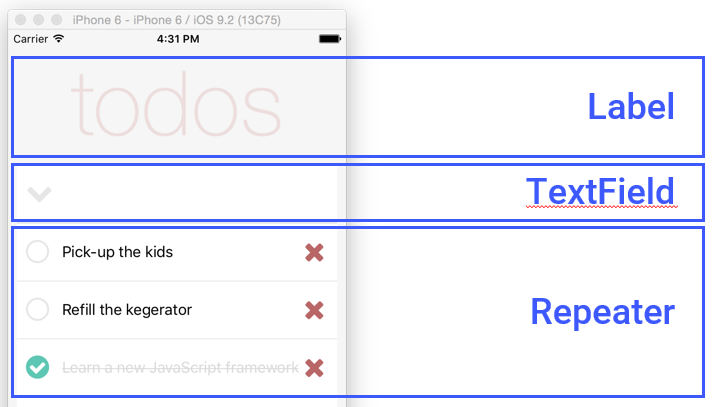 iPhone 6 - iPhone 6 / iOS 9.2 (13C75)
Carrier 4:31 PM
todos
Label
TextField
Pick-up the kids
Refill the kegerator
Repeater
Learn a new JavaScript framework